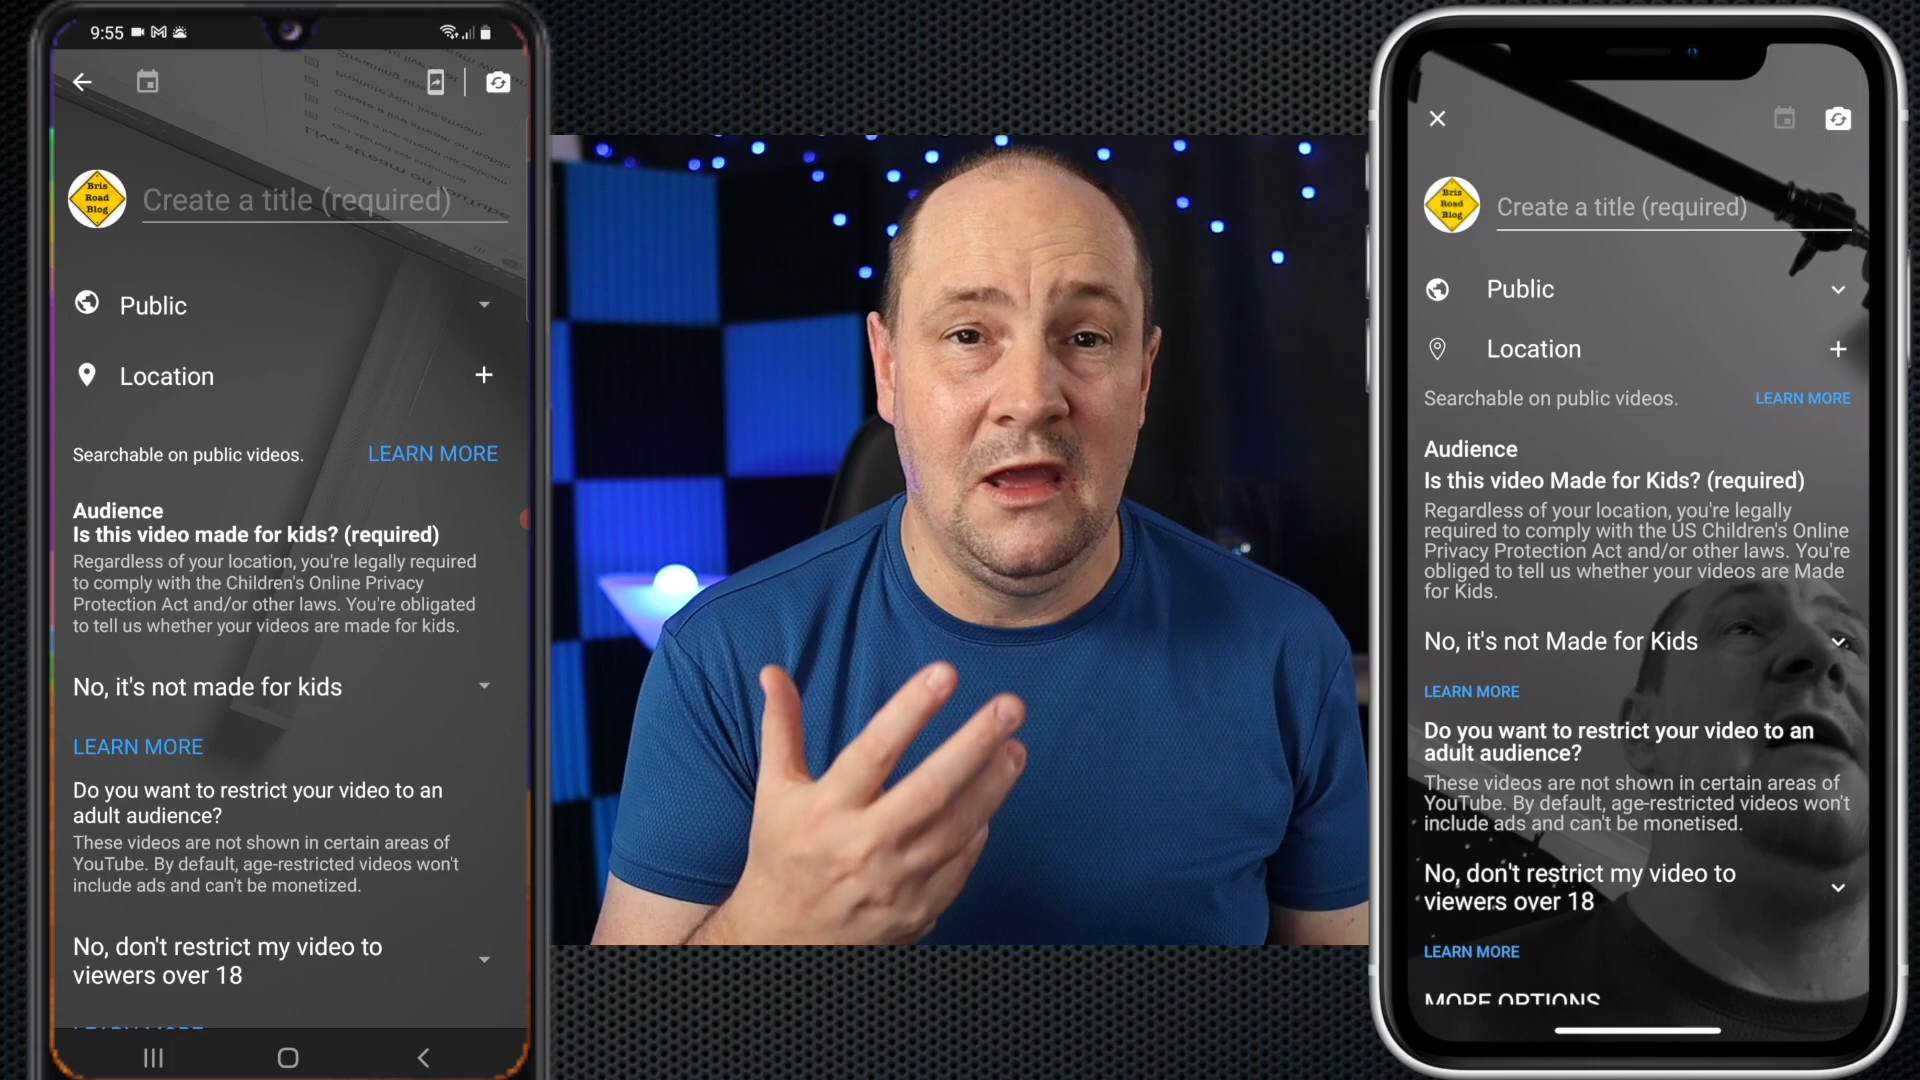 9:55
Live stream on YouTube
Bris
Road
Blog
Create a title (required)
Public
Location
Searchable on public videos.
LEARN MORE
Audience
Is this video made for kids? (required)
Regardless of your location, you're legally required
to comply with the Children's Online Privacy
Protection Act and/or other laws. You're obligated
to tell us whether your videos are made for kids.
No, it's not made for kids
LEARN MORE
Do you want to restrict your video to an
adult audience?
These videos are not shown in certain areas of
YouTube. By default, age-restricted videos won't
include ads and can't be monetized.
No, don't restrict my video to
viewers over 18
LEARN MORE
Bris
Road
Blog
Create a title (required)
Public
Location
Searchable on public videos.
LEARN MORE
Audience
Is this video Made for Kids? (required)
Regardless of your location, you're legally
required to comply with the US Children's Online
Privacy Protection Act and/or other laws. You're
obliged to tell us whether your videos are Made
for Kids.
No, it's not Made for Kids
LEARN MORE
Do you want to restrict your video to an
adult audience?
These videos are not shown in certain areas of
YouTube. By default, age-restricted videos won't
include ads and can't be monetised.
No, don't restrict my video to
viewers over 18
LEARN MORE
MORE OPTIONS